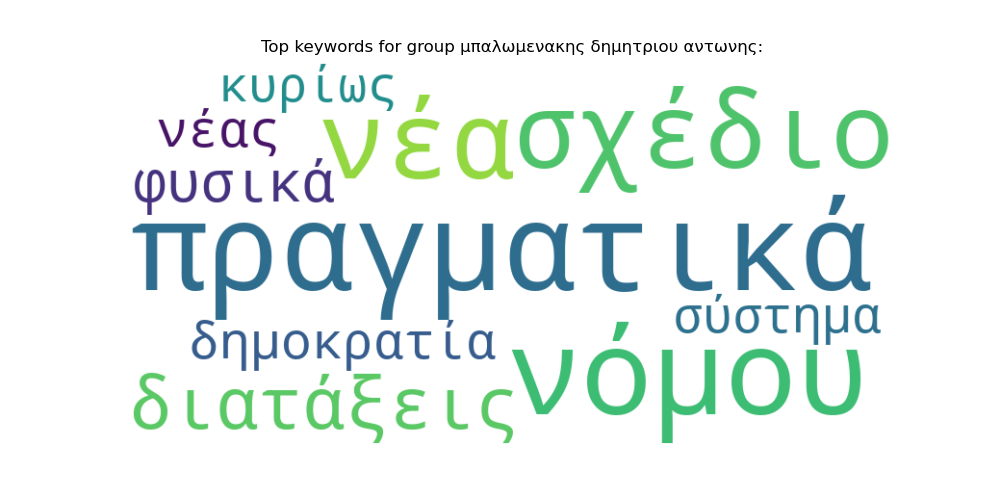 Top keywords for group μπαλωμενακης δημητριου αντωνης:
κυρίως
νέας
νέα
σχέδιο
φυσικά
πραγματικά
σύστημα
δημοκρατία
νόμου
διατάξεις